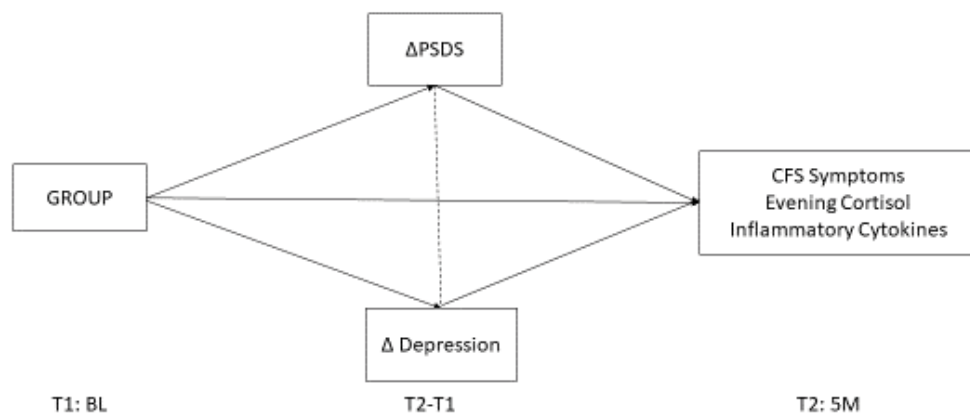 ΔPSDS
GROUP
CFS Symptoms
Evening Cortisol
Inflammatory Cytokines
Δ Depression
T1: BL
T2-T1
T2: 5M